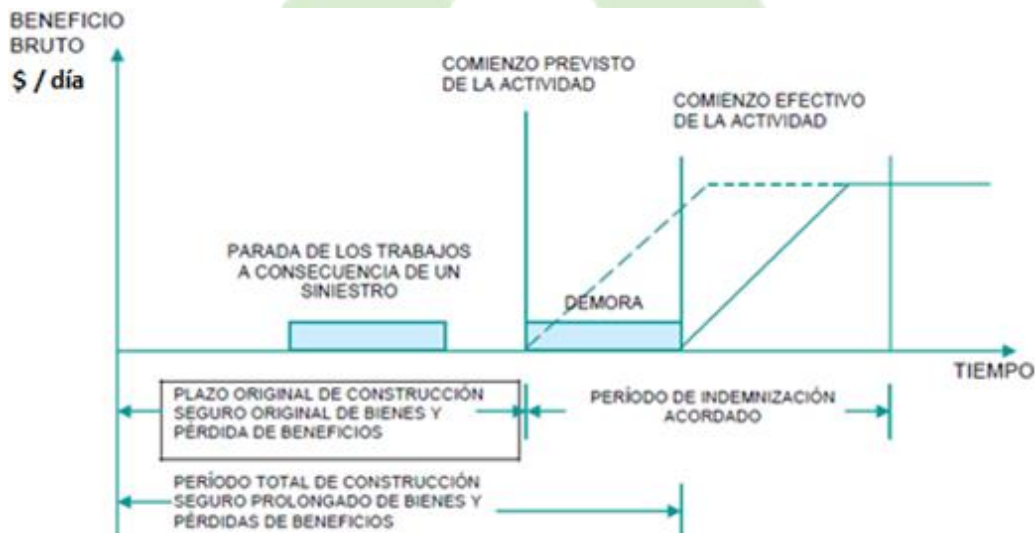 BENEFICIO
BRUTO
$ / día
COMIENZO PREVISTO
DE LA ACTIVIDAD
COMIENZO EFECTIVO
DE LA ACTIVIDAD
PARADA DE LOS TRABAJOS
A CONSECUENCIA DE UN
SINIESTRO
DEMORA
TIEMPO
PLAZO ORIGINAL DE CONSTRUCCIÓN
SEGURO ORIGINAL DE BIENES Y
PÉRDIDA DE BENEFICIOS
PERÍODO DE INDEMNIZACIÓN
ACORDADO
PERÍODO TOTAL DE CONSTRUCCIÓN
SEGURO PROLONGADO DE BIENES Y
PÉRDIDAS DE BENEFICIOS